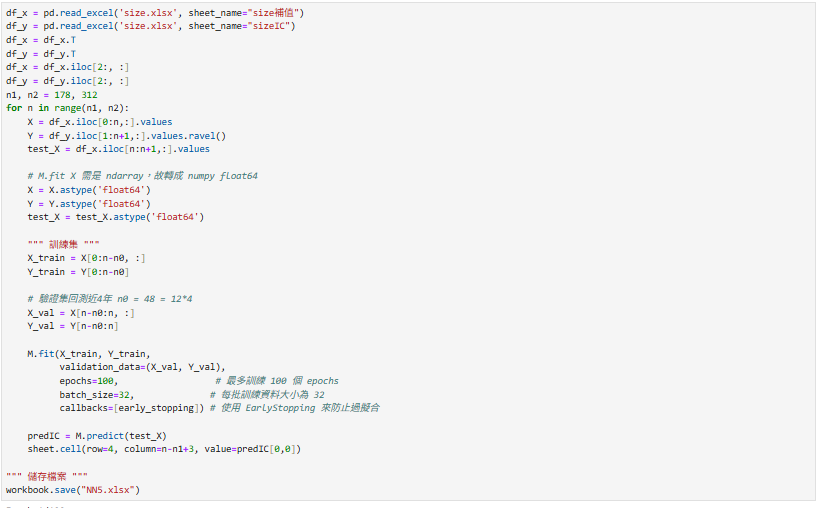 df_x = pd.read_excel('size.xlsx', sheet_name="size補值")
df_y = pd.read_excel('size.xlsx', sheet_name="sizeIC")
df_x = df_x.T
df_y = df_y.T
df_x = df_x.iloc[2:, :]
df_y = df_y.iloc[2:, :]
n1, n2 = 178, 312
for n in range(n1, n2):
    X = df_x.iloc[0:n,:].values
    Y = df_y.iloc[1:n+1,:].values.ravel()
    test_X = df_x.iloc[n:n+1,:].values
    # M.fit X 需是 ndarray，故轉成 numpy float64
    X = X.astype('float64')
    Y = Y.astype('float64')
    test_X = test_X.astype('float64')
    """ 訓練集 """
    X_train = X[0:n-n0, :]
    Y_train = Y[0:n-n0]
    # 驗證集回測近4年 n0 = 48 = 12*4
    X_val = X[n-n0:n, :]
    Y_val = Y[n-n0:n]
    M.fit(X_train, Y_train,
          validation_data=(X_val, Y_val),
          epochs=100,                  # 最多訓練 100 個 epochs
          batch_size=32,              # 每批訓練資料大小為 32
          callbacks=[early_stopping]) # 使用 EarlyStopping 來防止過擬合
    predIC = M.predict(test_X)
    sheet.cell(row=4, column=n-n1+3, value=predIC[0,0])
""" 儲存檔案 """
workbook.save("NN5.xlsx")